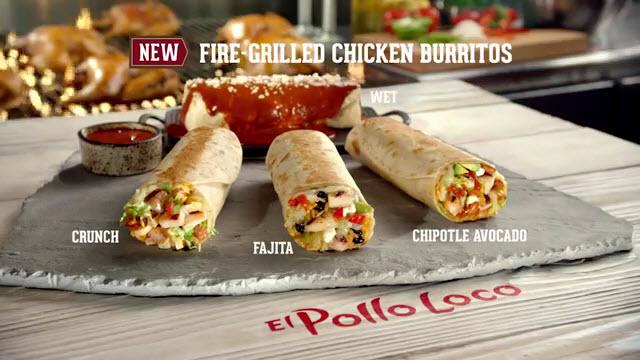 NEW FIRE-GRILLED CHICKEN BURRITOS
WET
CRUNCH
FAJITA
CHIPOTLE AVOCADO
El Pollo Loco